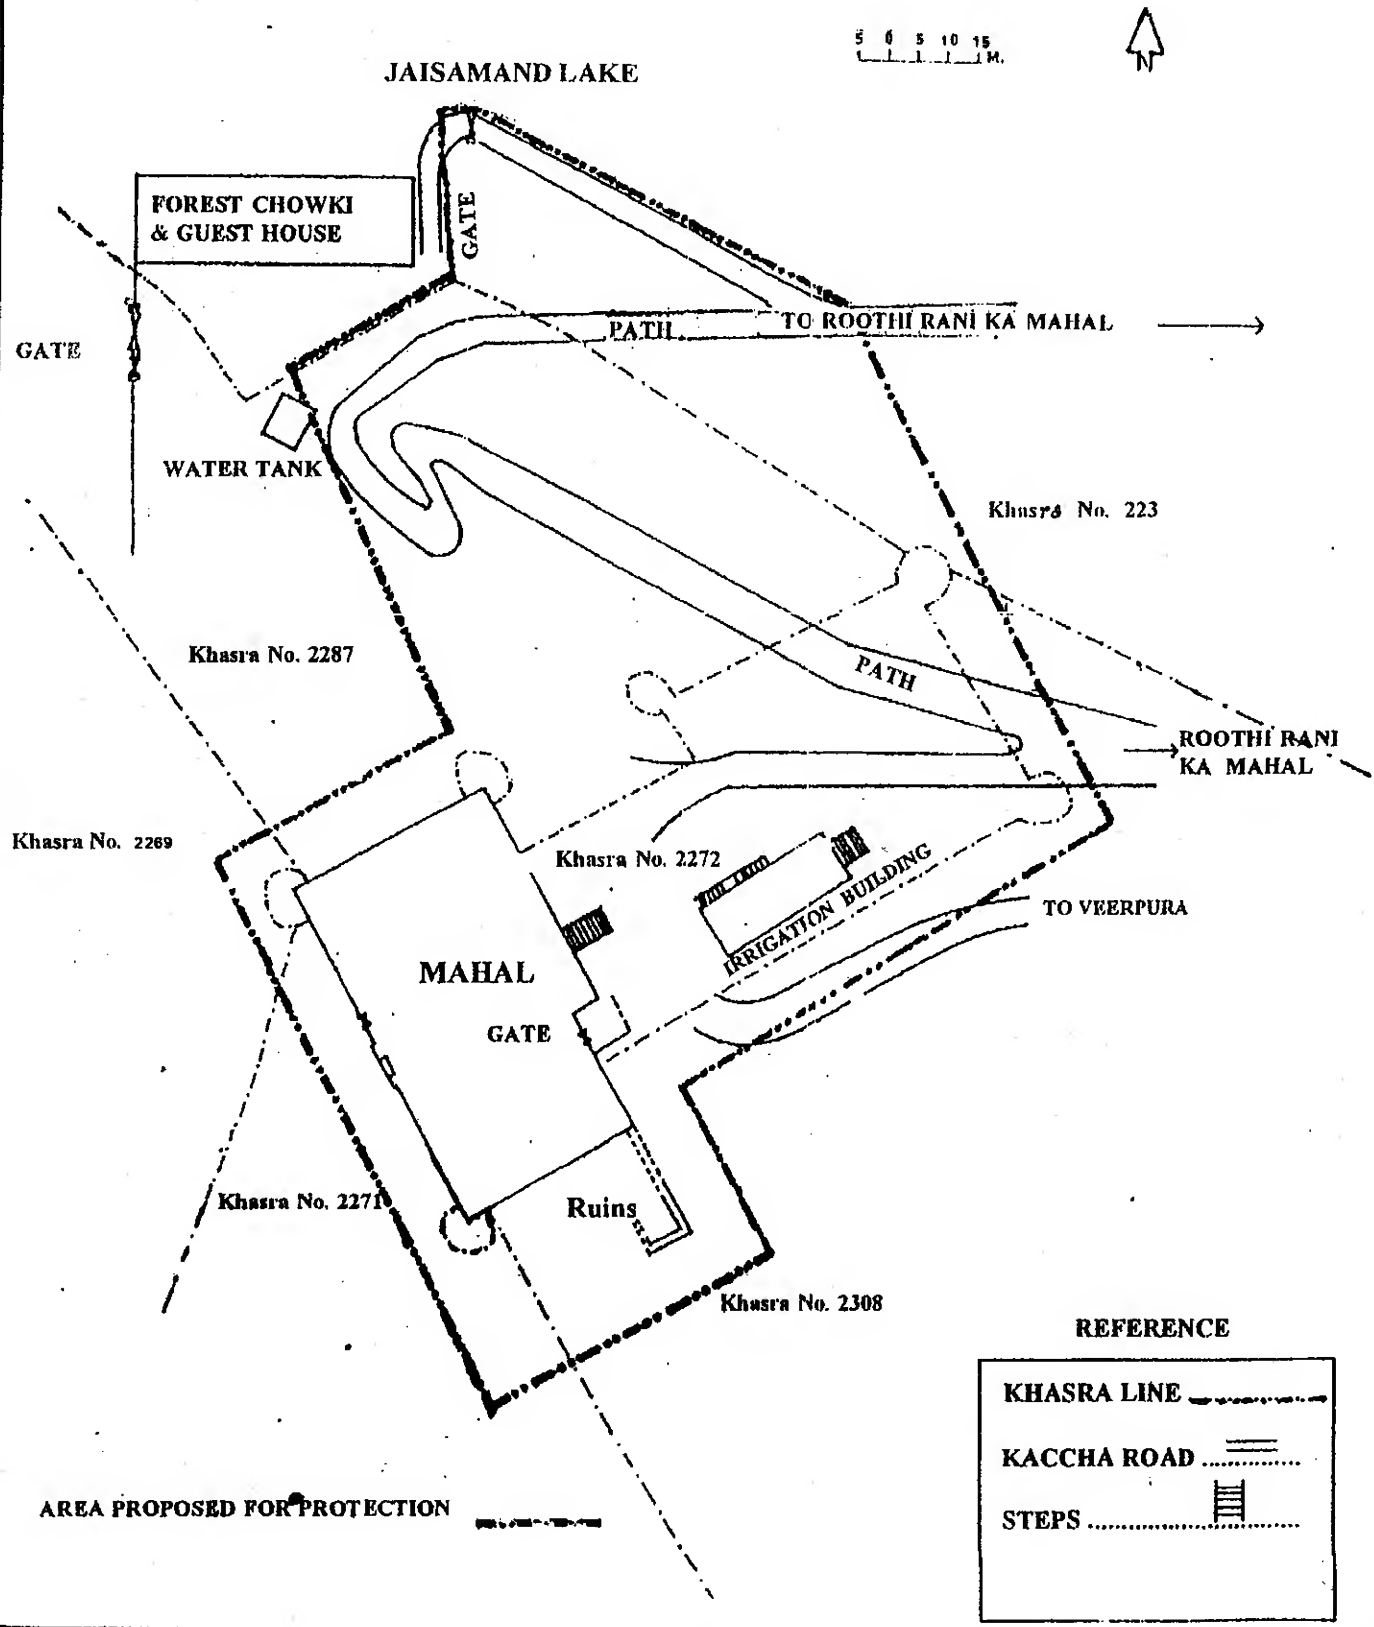 5 0 5 10 15
M.
N
JAISAMAND LAKE
FOREST CHOWKI
& GUEST HOUSE
GATE
GATE
PATH
TO ROOTHI RANI KA MAHAL
WATER TANK
Khasra No. 223
Khasra No. 2287
PATH
ROOTHI RANI
KA MAHAL
Khasra No. 2269
Khasra No. 2272
IRRIGATION BUILDING
TO VEERPURA
MAHAL
GATE
Khasra No. 2271
Ruins
Khasra No. 2308
REFERENCE
KHASRA LINE
KACCHA ROAD
STEPS
AREA PROPOSED FOR PROTECTION